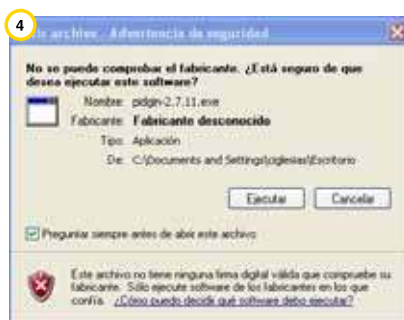 4
archivo - Advertencia de seguridad
No se puede comprobar el fabricante. ¿Está seguro de que
desea ejecutar este software?
Nombre: pidgin-2.7.11.exe
Fabricante: Fabricante desconocido
Tipo: Aplicación
De: C:\Documents and Settings\iglesias\Escritorio
Ejecutar Cancelar
Preguntar siempre antes de abrir este archivo
Este archivo no tiene ninguna firma digital válida que compruebe su
fabricante. Sólo ejecute software de los fabricantes en los que
confía. ¿Cómo puedo decidir qué software debo ejecutar?